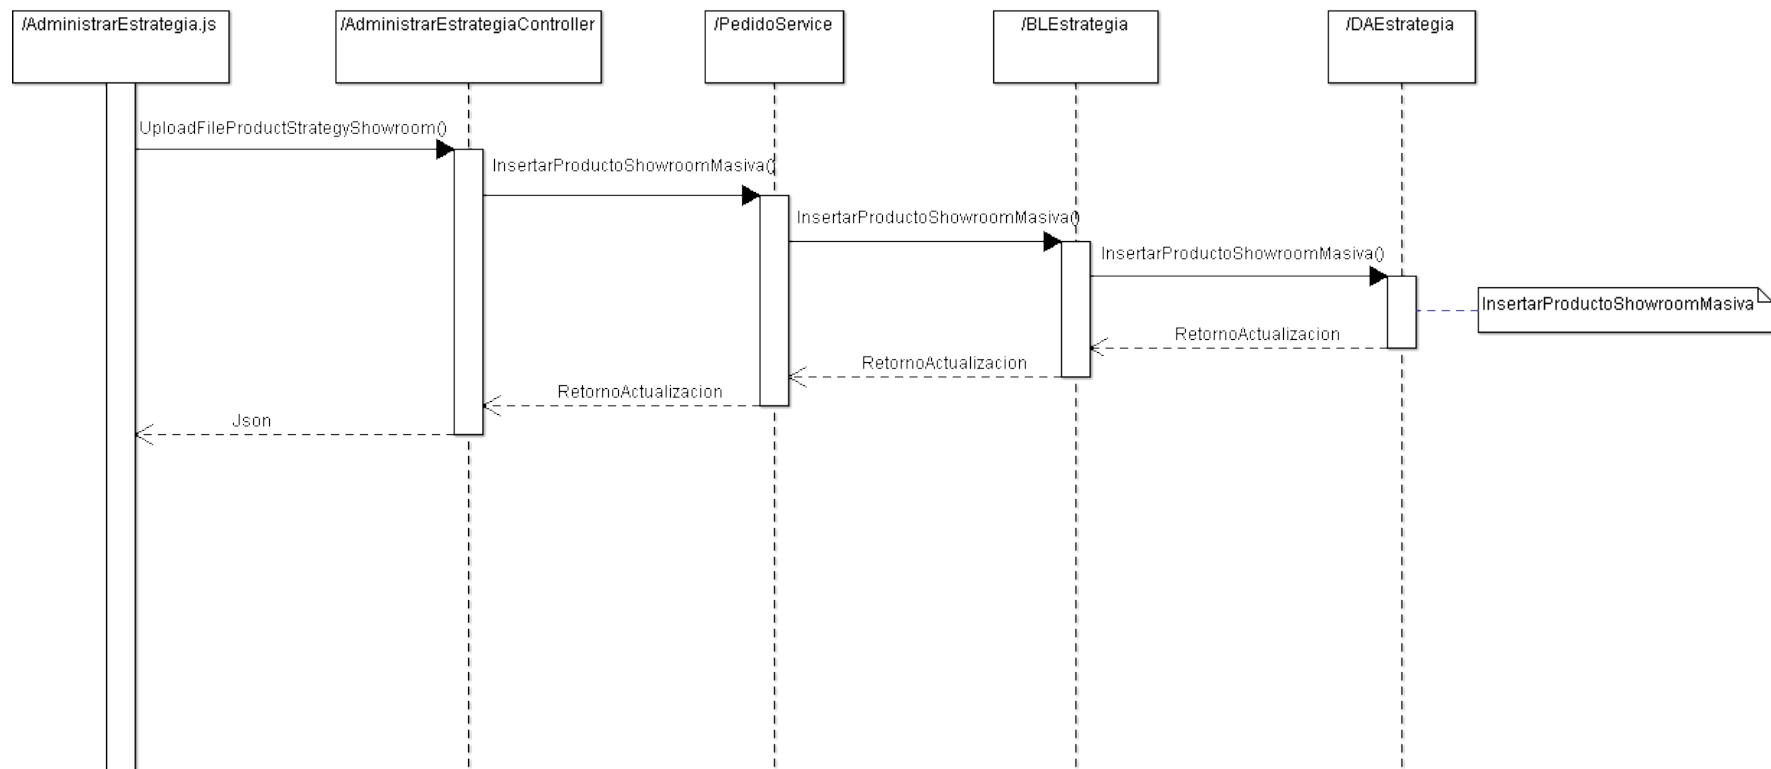 /AdministrarEstrategia.js
/AdministrarEstrategiaController
/PedidoService
/BLEstrategia
/DAEstrategia
UploadFileProductStrategyShowroom()
InsertarProductoShowroomMasiva()
InsertarProductoShowroomMasiva()
InsertarProductoShowroomMasiva()
InsertarProductoShowroomMasiva
RetornoActualizacion
RetornoActualizacion
RetornoActualizacion
Json